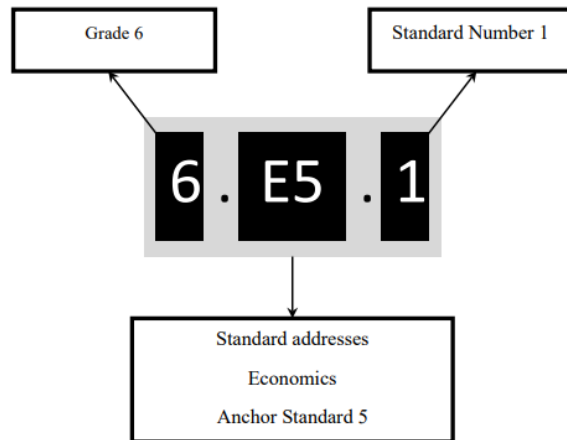 Grade 6
Standard Number 1
6 . E5 . 1
Standard addresses
Economics
Anchor Standard 5